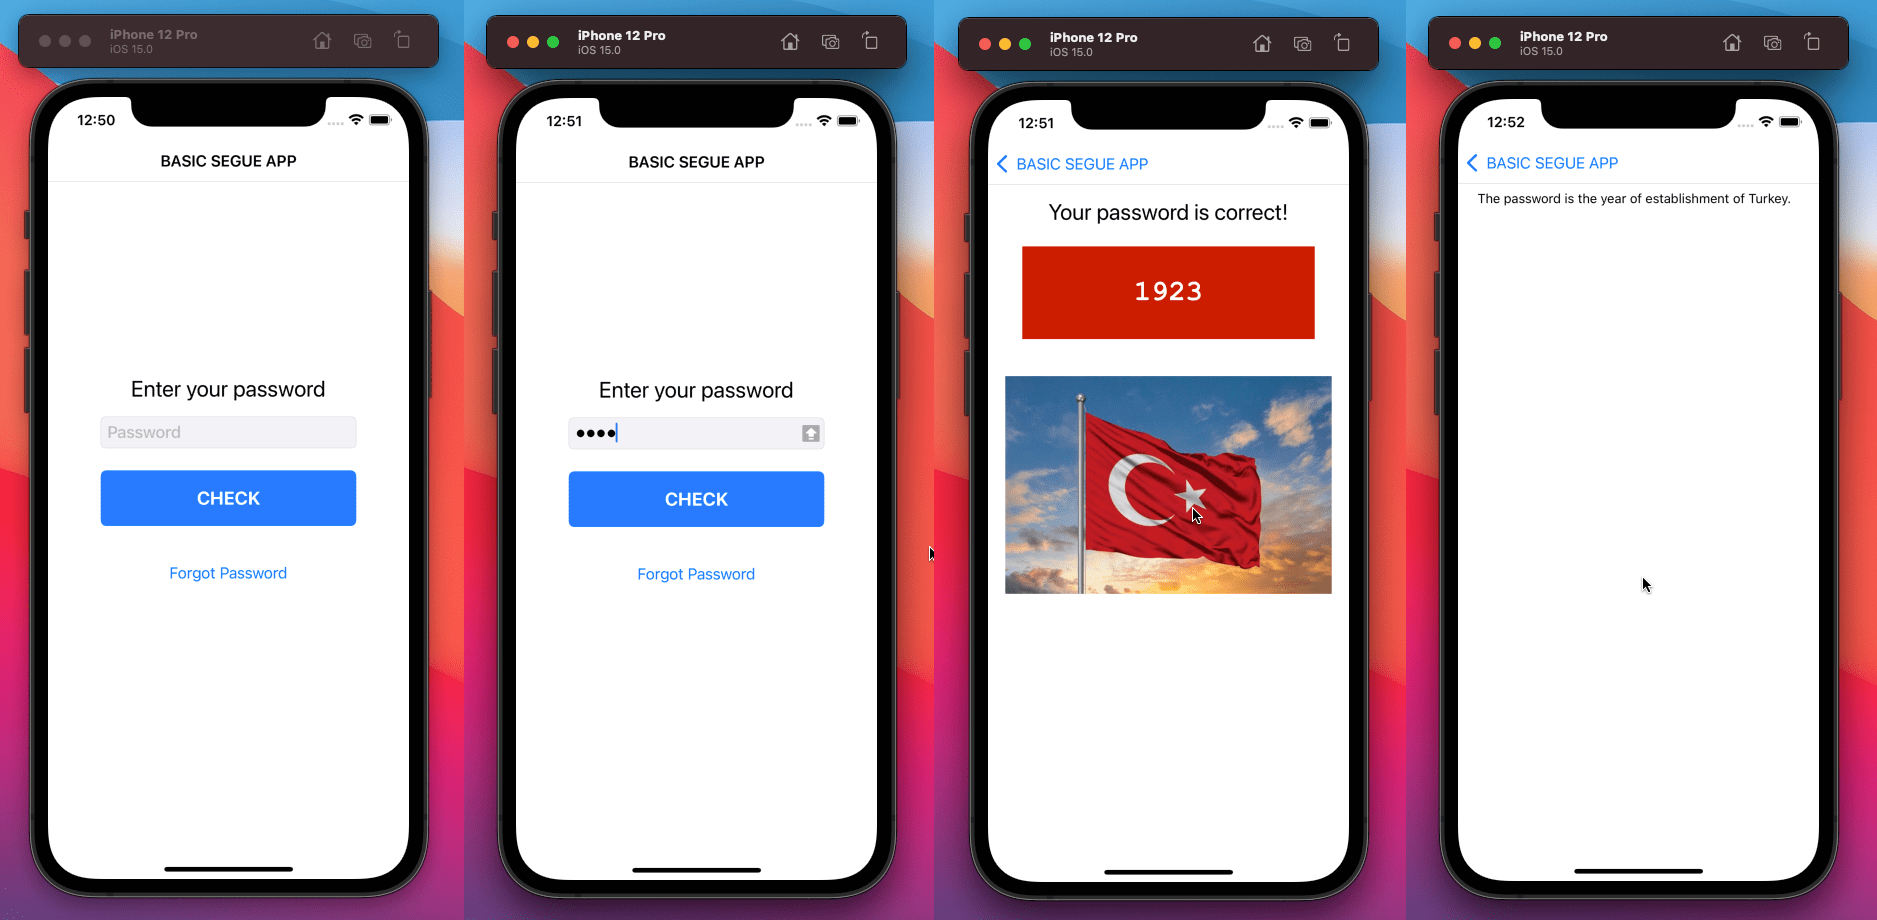 iPhone 12 Pro
iOS 15.0
12:50
BASIC SEGUE APP
Enter your password
Password
CHECK
Forgot Password
iPhone 12 Pro
iOS 15.0
12:51
BASIC SEGUE APP
Enter your password
CHECK
Forgot Password
iPhone 12 Pro
iOS 15.0
12:51
BASIC SEGUE APP
Your password is correct!
1923
iPhone 12 Pro
iOS 15.0
12:52
BASIC SEGUE APP
The password is the year of establishment of Turkey.